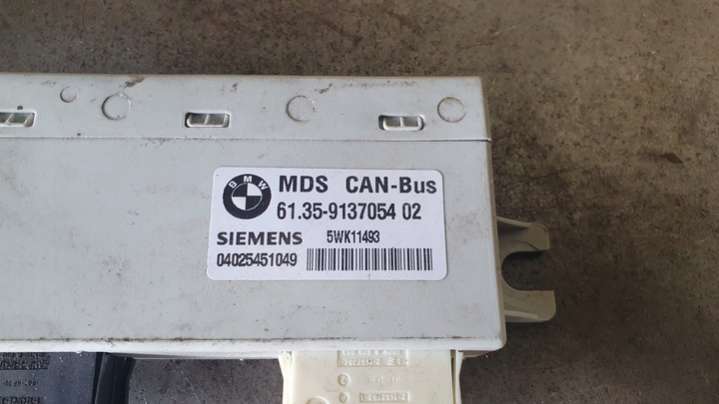 BMW
MDS CAN-Bus
61.35-9137054 02
SIEMENS 5WK11493
04025451049